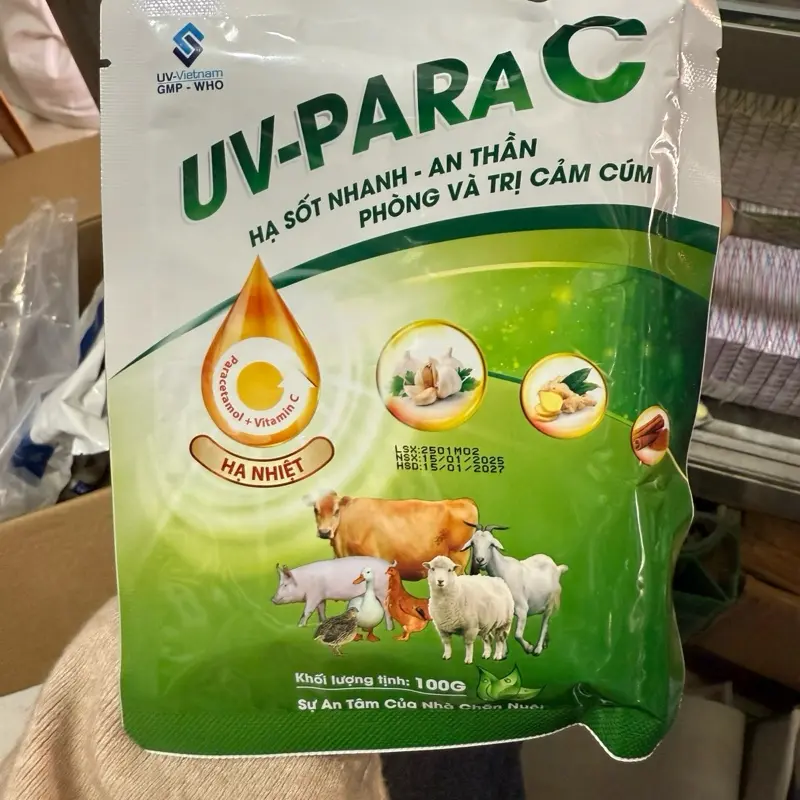 UV-Vietnam
GMP - WHO
UV-PARA C
HẠ SỐT NHANH - AN THẦN
PHÒNG VÀ TRỊ CẢM CÚM
Paracetamol + Vitamin C
HẠ NHIỆT
LSX:2501M02
NSX:15/01/2025
HSD:15/01/2027
Khối lượng tịnh: 100G
Sự An Tâm Của Nhà Chăn Nuôi